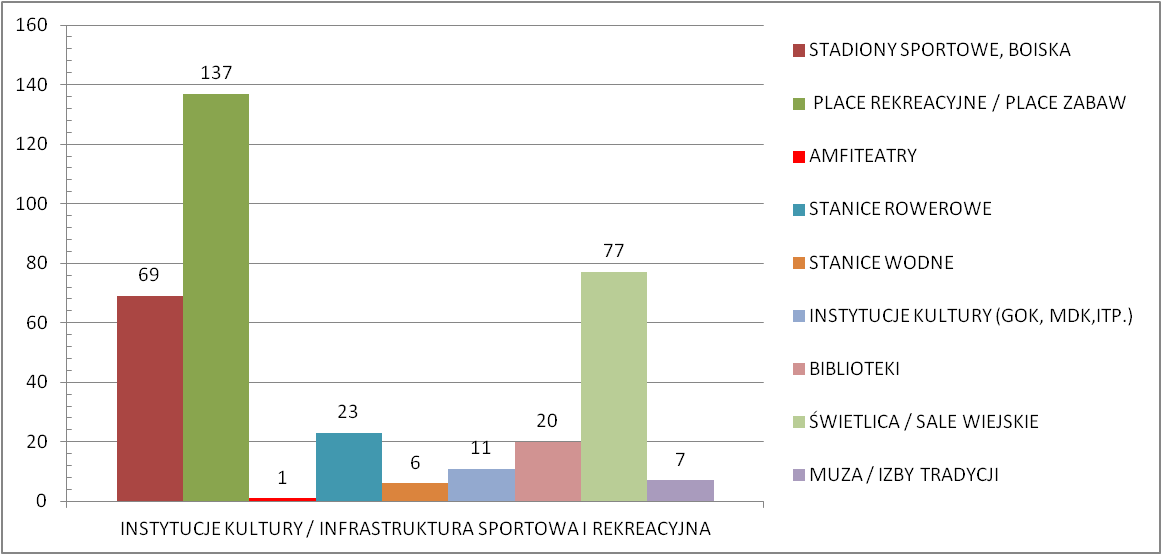 160
140
120
100
80
60
40
20
0
69
137
1
23
6
11
20
77
7
INSTYTUCJE KULTURY / INFRASTRUKTURA SPORTOWA I REKREACYJNA
STADIONY SPORTOWE, BOISKA
PLACE REKREACYJNE / PLACE ZABAW
AMFITEATRY
STANICE ROWEROWE
STANICE WODNE
INSTYTUCJE KULTURY (GOK, MDK,ITP.)
BIBLIOTEKI
ŚWIETLICA / SALE WIEJSKIE
MUZA / IZBY TRADYCJI